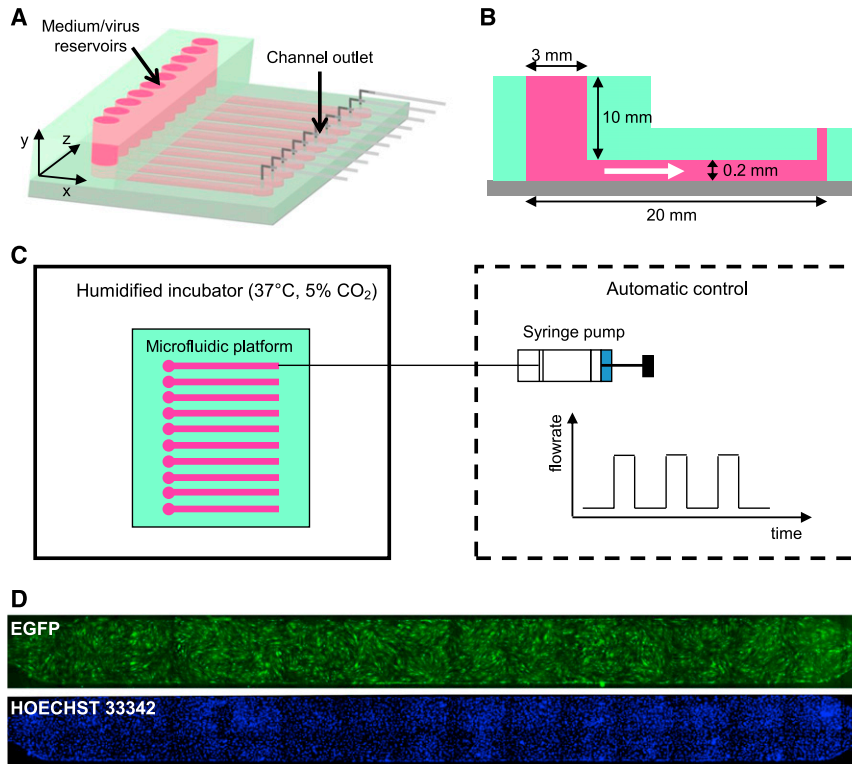 A
Medium/virus
reservoirs
Channel outlet
y
z
x
B
3 mm
10 mm
0.2 mm
20 mm
C
Humidified incubator (37°C, 5% CO₂)
Microfluidic platform
Automatic control
Syringe pump
flowrate
time
D
EGFP
HOECHST 33342